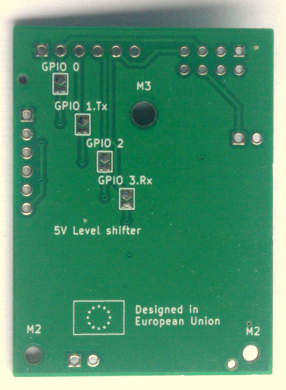 GPIO 0
M3
GPIO 1.Tx
GPIO 2
GPIO 3.Rx
5V Level shifter
Designed in
European Union
M2
M2